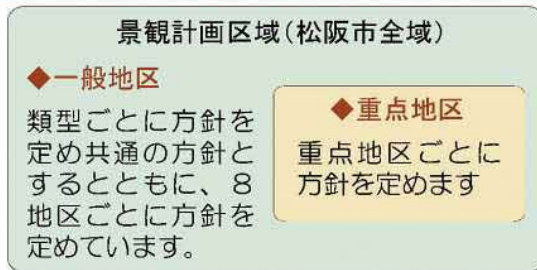 景観計画区域(松阪市全域)
◆一般地区
類型ごとに方針を
定め共通の方針と
するとともに、8
地区ごとに方針を
定めています。
◆重点地区
重点地区ごとに
方針を定めます